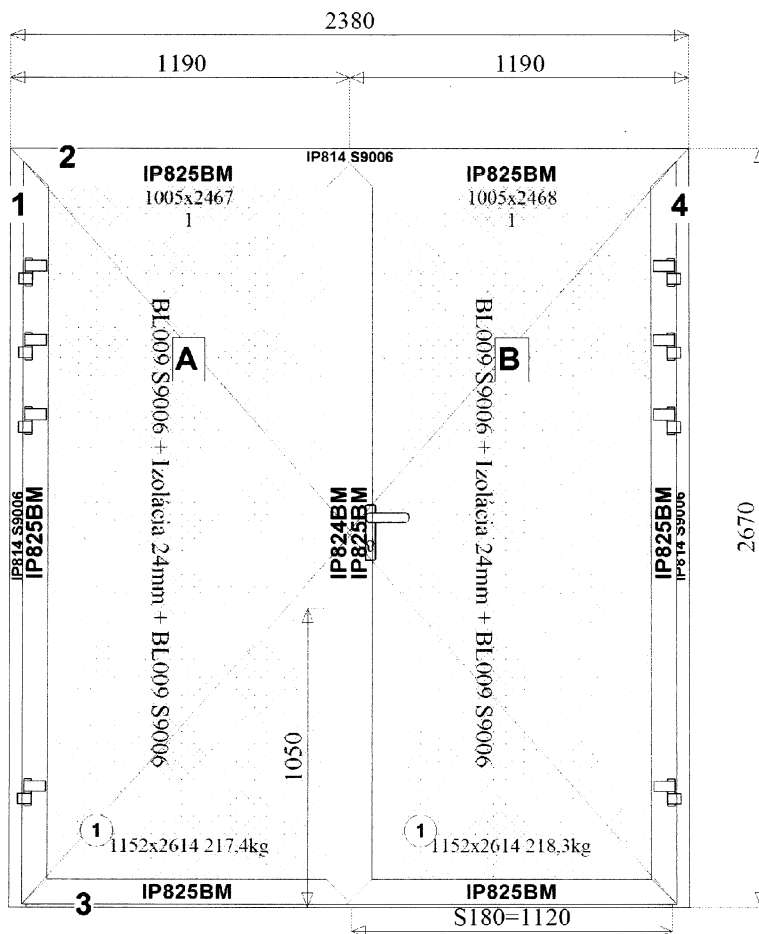 2380
1190
1190
2
IP814 S9006
IP825BM
1005x2467
1
IP825BM
1005x2468
1
1
4
A
B
BL009 S9006 + Izolácia 24mm + BL009 S9006
BL009 S9006 + Izolácia 24mm + BL009 S9006
IP814 S9006
IP825BM
IP824BM
IP825BM
IP825BM
IP814 S9006
2670
1050
1
1152x2614 217,4kg
1
1152x2614 218,3kg
IP825BM
IP825BM
3
S180=1120